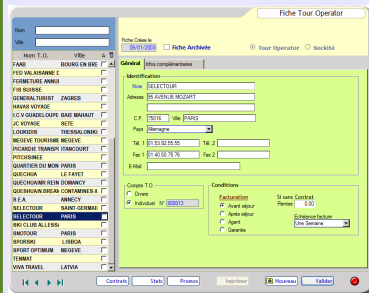 Fiche Tour Operator
Nom
Ville
Fiche Créee le
09/01/2003 Fiche Archivée
Tour Operator Société
Nom T.O. Ville A
FAAB BOURG EN BRE
FED VALAISANNE D
FERMETURE ANNUI
FIS SUISSE
GENERALTURIST ZAGREB
HAVAS VOYAGE
I.C.V GUADELOUPE BAIE MAHAUT
JC VOYAGE SETE
LOUKIDIS THESSALONIKI
MEGEVE TOURISME MEGEVE
PICARDIE TRANSPO ITANCOURT
PITCHSINEE
QUARTIER DU MON PARIS
QUECHUA LE FAYET
QUECHUA/MR REIN DOMANCY
QUESHUA/N.BREAK CONTAMINES-S
S.E.A. ANNECY
SELECTOUR SAINT-GERMAI
SELECTOUR PARIS
SKI CLUB ALLESSA
SNOTOUR PARIS
SPORSKI LISBOA
SPORT OPTIMUM MEGEVE
TENMAT
VIVA TRAVEL LATVIA
Général Infos complémentaires
Identification
Nom SELECTOUR
Adresse 95 AVENUE MOZART
C.P. 75016 Ville PARIS
Pays Allemagne
Tél. 1 01.53.92.55.55 Tél. 2
Fax 1 01.40.50.75.76 Fax 2
E-Mail
Compte T.O.
Divers
Individuel N° 000013
Conditions
Facturation
Avant séjour
Après séjour
Agent
Garantie
Si sans Contrat
Remise 0,00
Echéance facture
Une Semaine
Contrats Stats Promos Imprimer Nouveau Valider